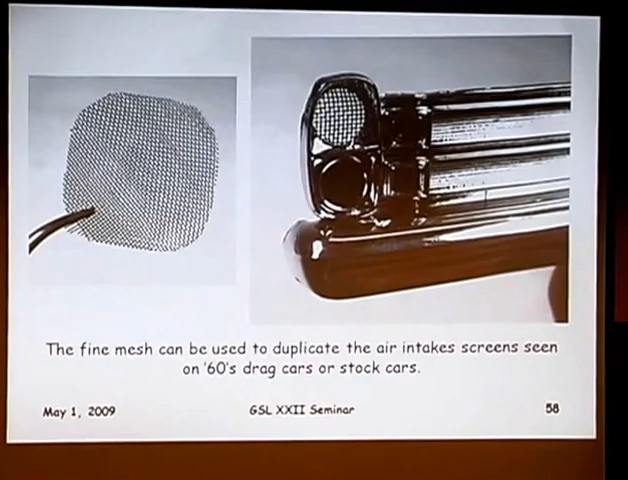 The fine mesh can be used to duplicate the air intakes screens seen
on '60's drag cars or stock cars.
May 1, 2009 GSL XXII Seminar 58